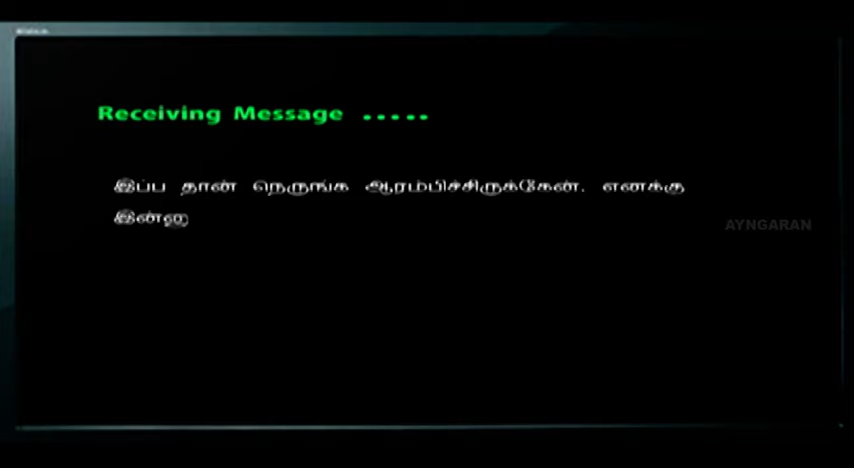 Receiving Message .....
இப்ப தான் நெருங்க ஆரம்பிச்சிருக்கேன். எனக்கு
இன்னு
AYNGARAN